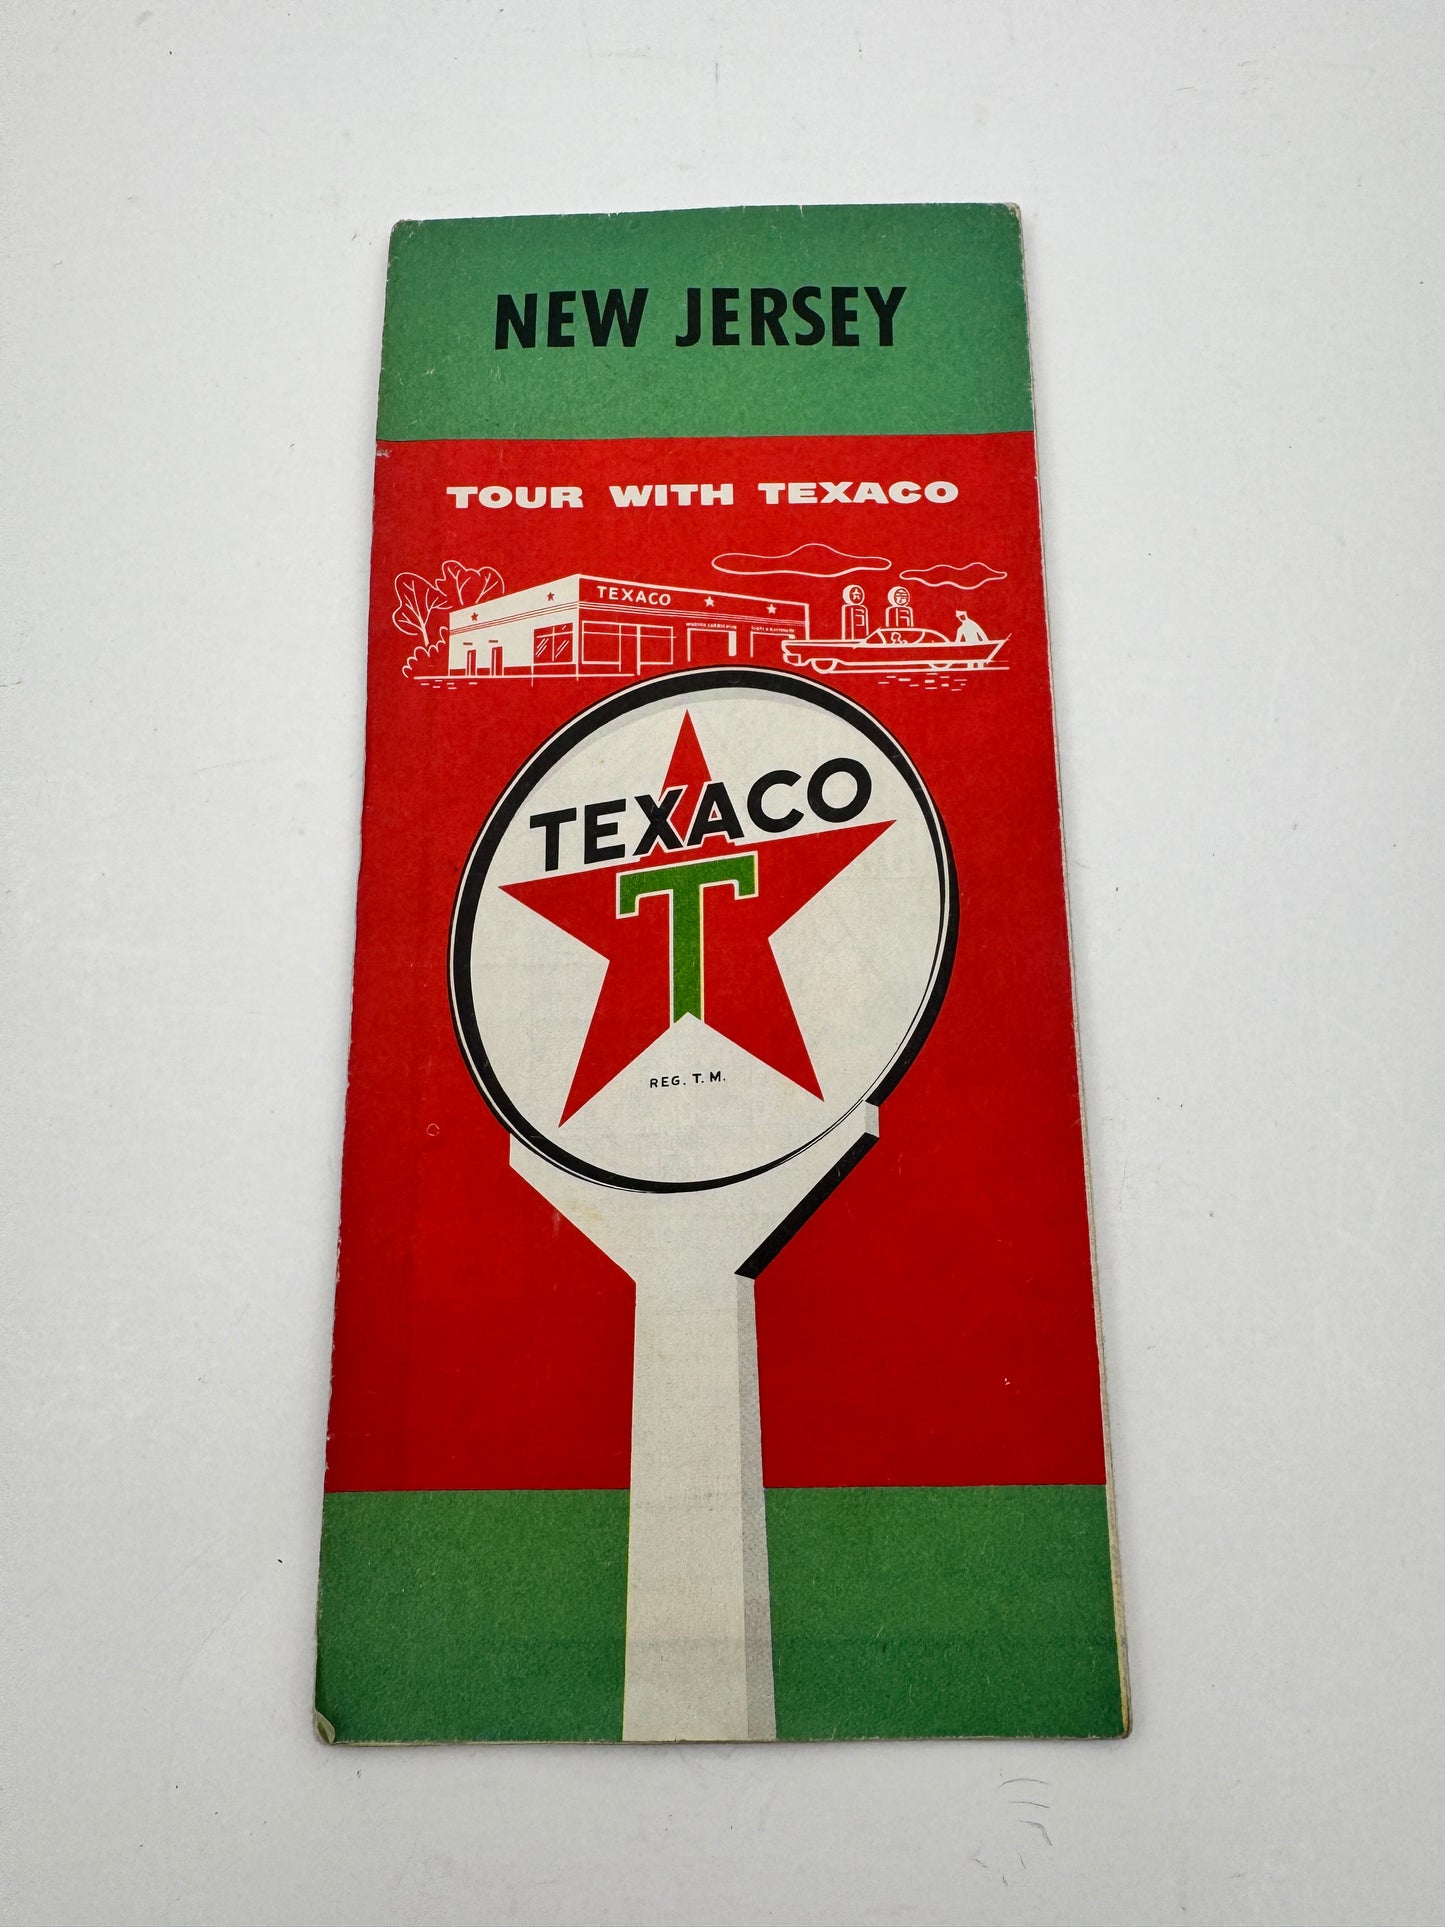 NEW JERSEY
TOUR WITH TEXACO
TEXACO
TEXACO
T
REG. T. M.